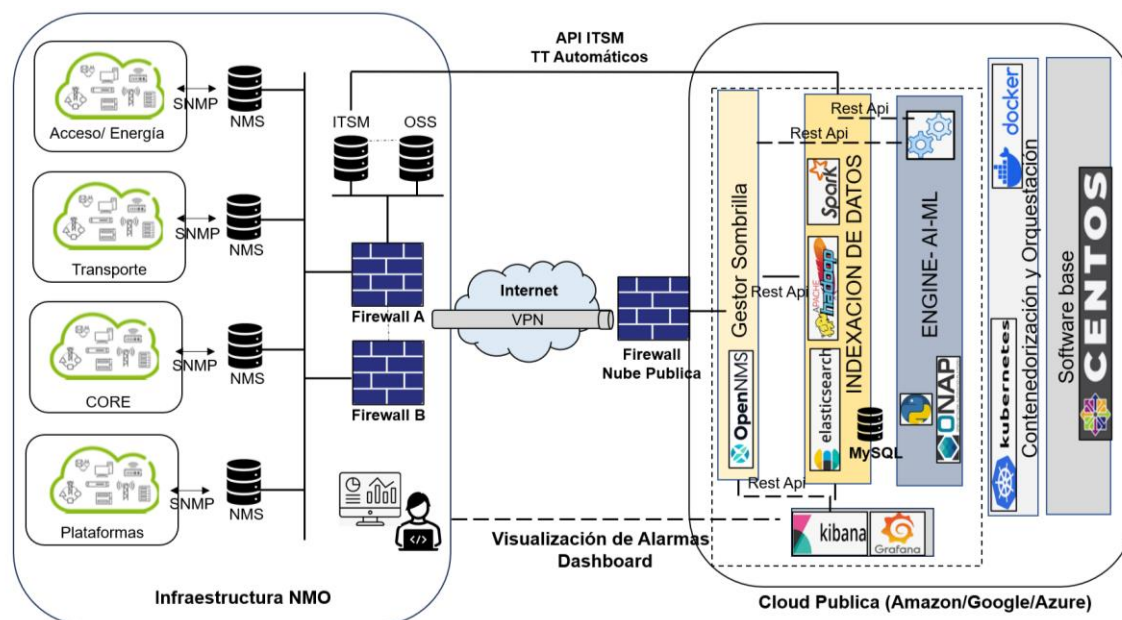 API ITSM
TT Automáticos
SNMP
NMS
Acceso/ Energía
ITSM
OSS
SNMP
NMS
Transporte
SNMP
NMS
CORE
SNMP
NMS
Plataformas
Firewall A
Firewall B
Internet
VPN
Firewall
Nube Publica
Visualización de Alarmas
Dashboard
Infraestructura NMO
Rest Api
Rest Api
Rest Api
Rest Api
Gestor Sombrilla
OpenNMS
INDEXACION DE DATOS
Spark
APACHE
hadoop
elasticsearch
MySQL
ENGINE- AI-ML
ONAP
kibana
Grafana
docker
kubernetes
Contenedorización y Orquestación
Software base
CENTOS
Cloud Publica (Amazon/Google/Azure)